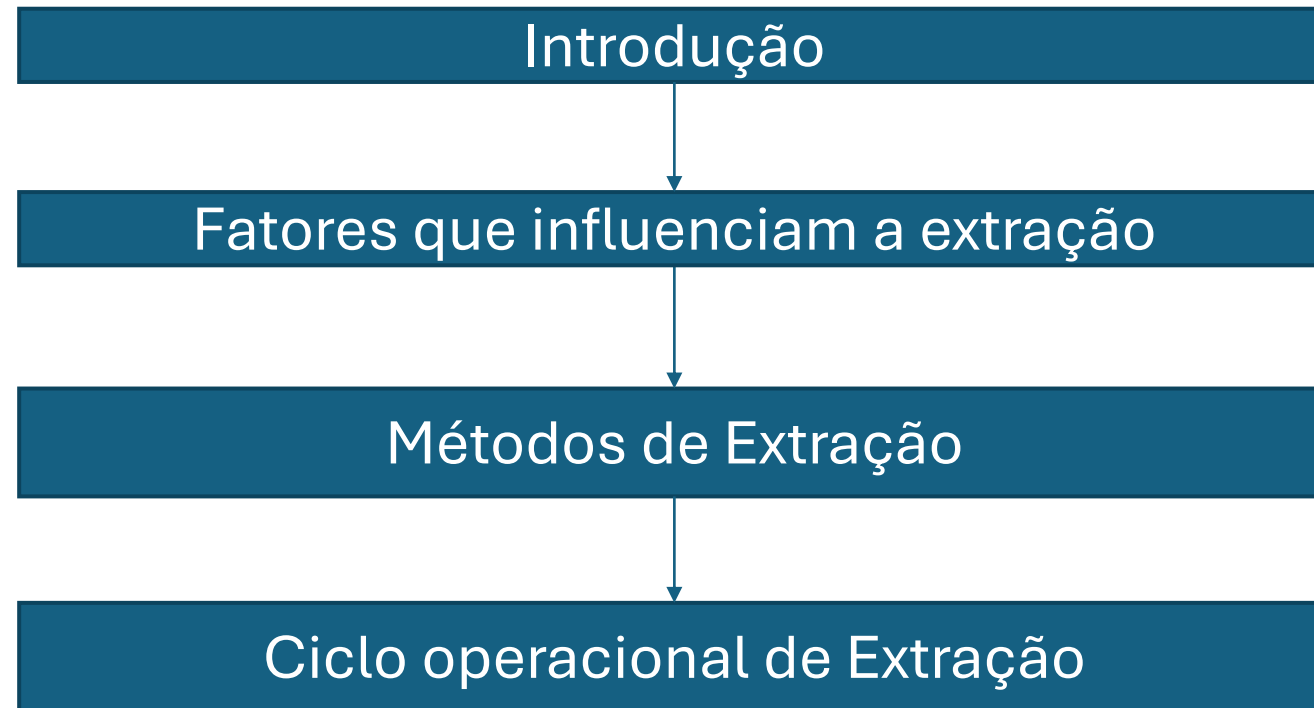 Introdução
Fatores que influenciam a extração
Métodos de Extração
Ciclo operacional de Extração